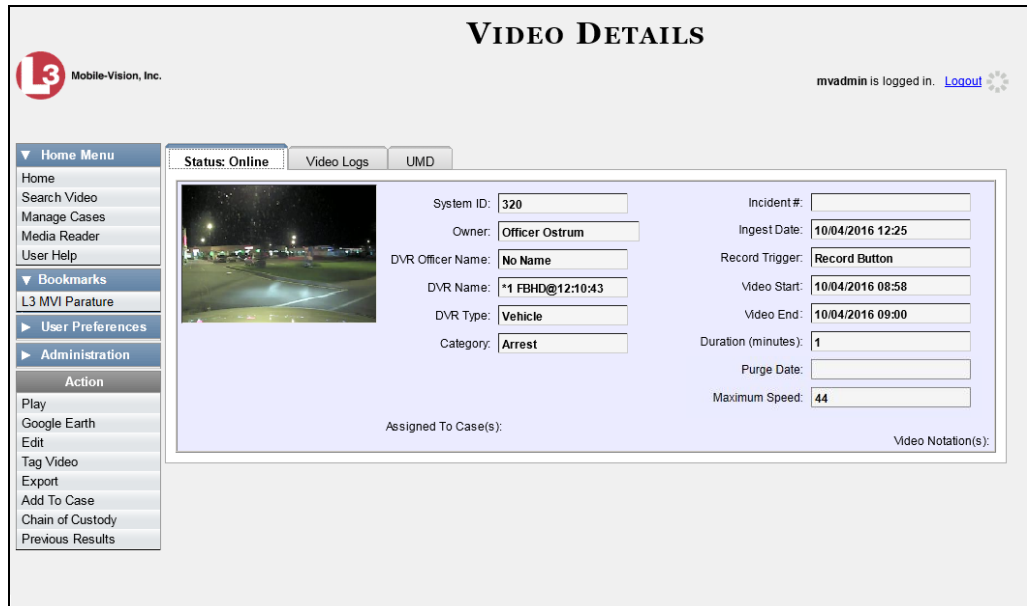 VIDEO DETAILS
L3 Mobile-Vision, Inc.
mvadmin is logged in. Logout
▼ Home Menu
Home
Search Video
Manage Cases
Media Reader
User Help
▼ Bookmarks
L3 MVI Parature
▶ User Preferences
▶ Administration
Action
Play
Google Earth
Edit
Tag Video
Export
Add To Case
Chain of Custody
Previous Results
Status: Online Video Logs UMD
System ID: 320
Owner: Officer Ostrum
DVR Officer Name: No Name
DVR Name: *1 FBHD@12:10:43
DVR Type: Vehicle
Category: Arrest
Incident #:
Ingest Date: 10/04/2016 12:25
Record Trigger: Record Button
Video Start: 10/04/2016 08:58
Video End: 10/04/2016 09:00
Duration (minutes): 1
Purge Date:
Maximum Speed: 44
Assigned To Case(s):
Video Notation(s):